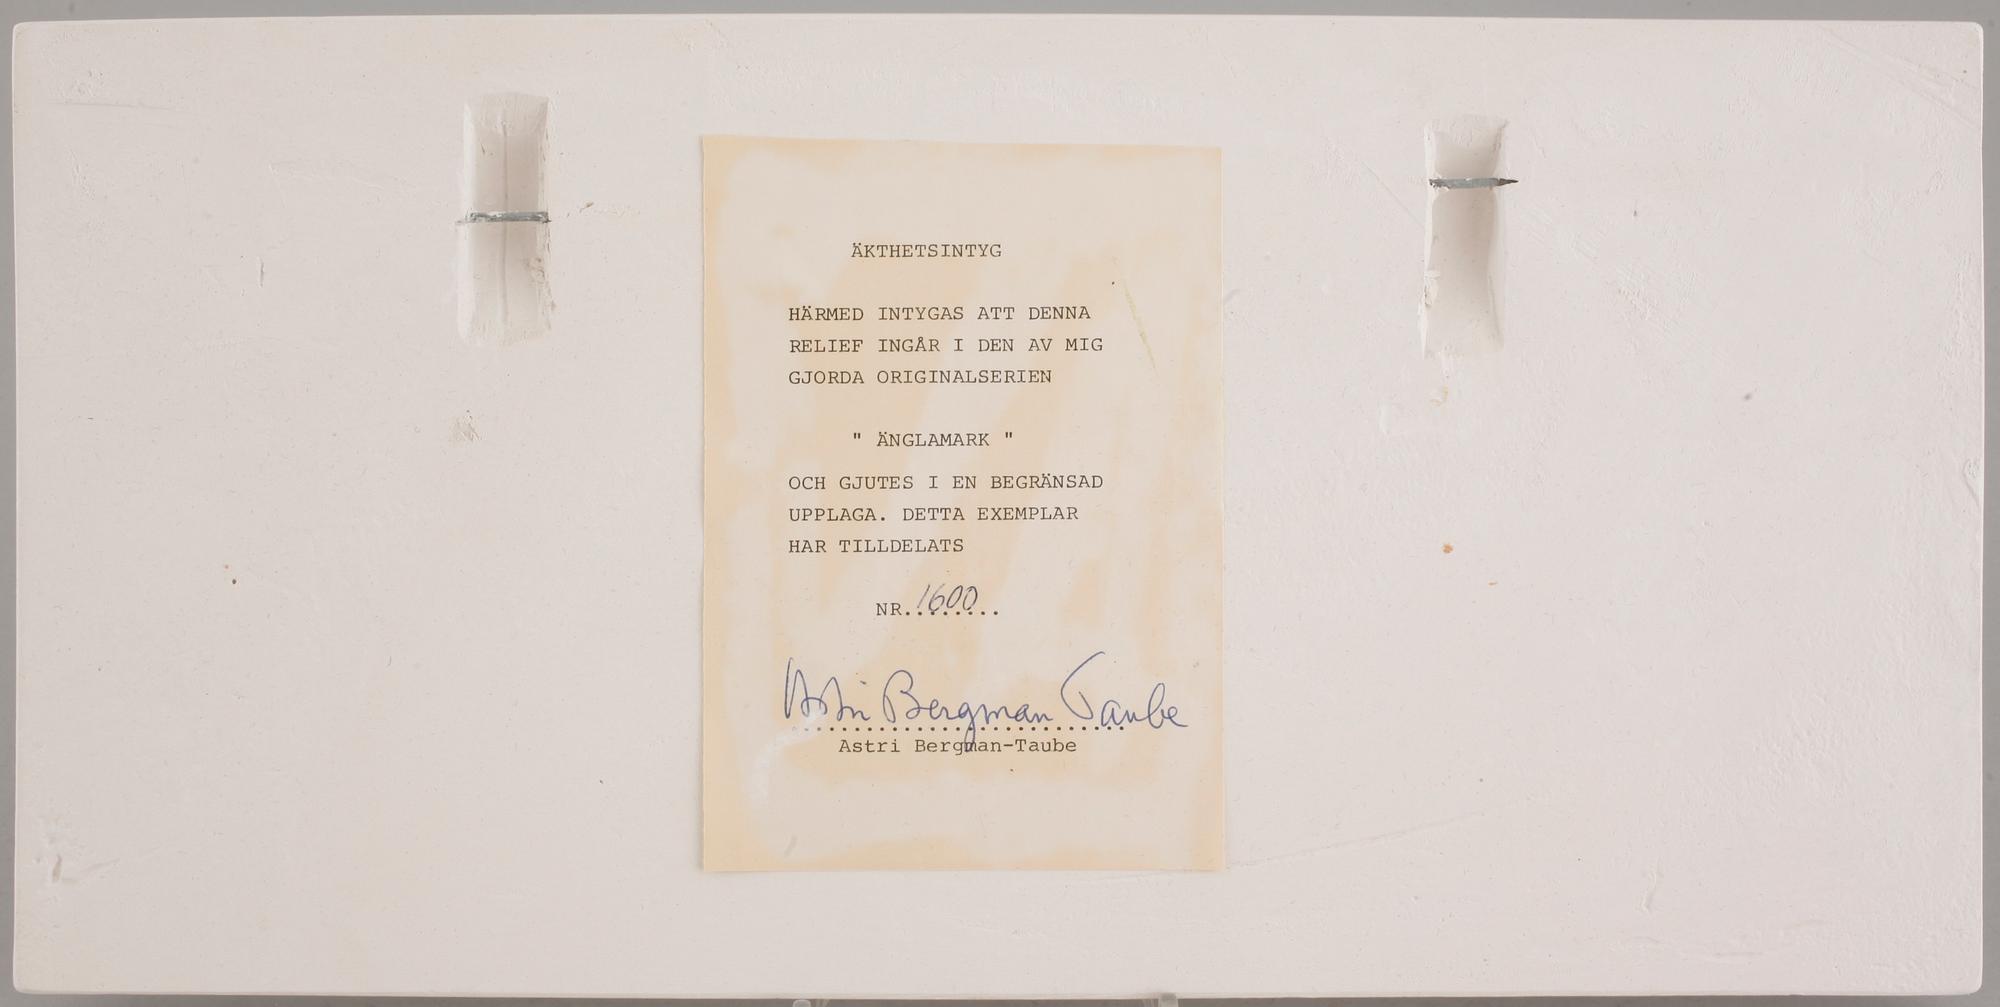 ÄKTHETSINTYG
HÄRMED INTYGAS ATT DENNA
RELIEF INGÅR I DEN AV MIG
GJORDA ORIGINALSERIEN
" ÄNGLAMARK "
OCH GJUTES I EN BEGRÄNSAD
UPPLAGA. DETTA EXEMPLAR
HAR TILLDELATS
NR. 1600
Astri Bergman Taube
Astri Bergman-Taube